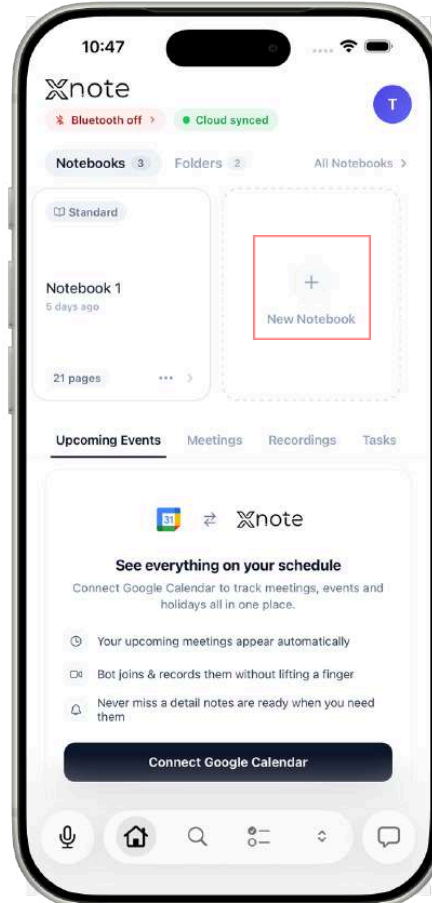 10:47
Xnote
Bluetooth off
Cloud synced
T
Notebooks 3 Folders 2 All Notebooks
Standard
Notebook 1
5 days ago
21 pages
New Notebook
Upcoming Events Meetings Recordings Tasks
31 Xnote
See everything on your schedule
Connect Google Calendar to track meetings, events and
holidays all in one place.
Your upcoming meetings appear automatically
Bot joins & records them without lifting a finger
Never miss a detail notes are ready when you need
them
Connect Google Calendar